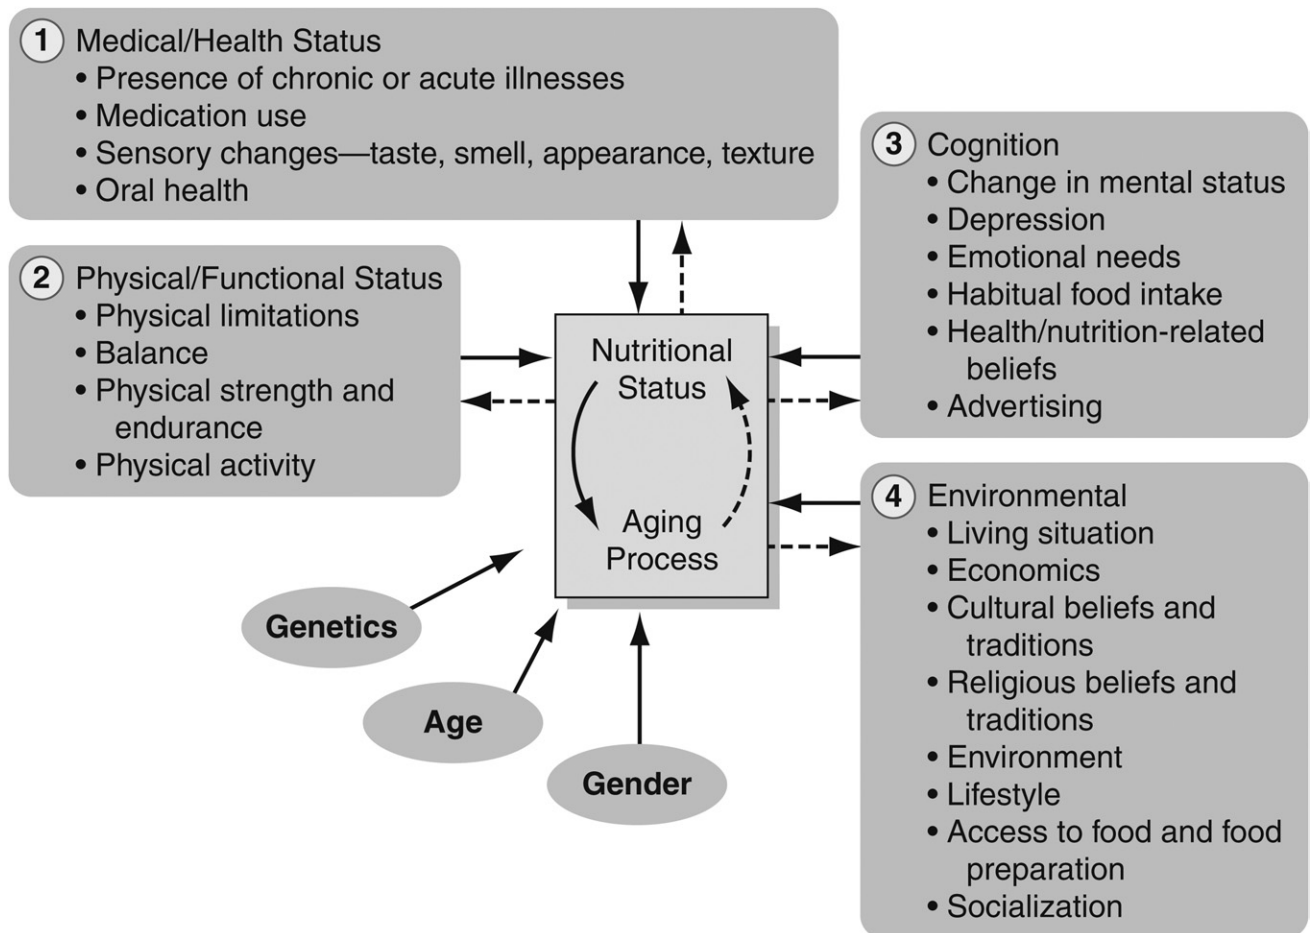 1 Medical/Health Status
• Presence of chronic or acute illnesses
• Medication use
• Sensory changes—taste, smell, appearance, texture
• Oral health
2 Physical/Functional Status
• Physical limitations
• Balance
• Physical strength and
endurance
• Physical activity
3 Cognition
• Change in mental status
• Depression
• Emotional needs
• Habitual food intake
• Health/nutrition-related
beliefs
• Advertising
Nutritional
Status
Aging
Process
4 Environmental
• Living situation
• Economics
• Cultural beliefs and
traditions
• Religious beliefs and
traditions
• Environment
• Lifestyle
• Access to food and food
preparation
• Socialization
Genetics
Age
Gender